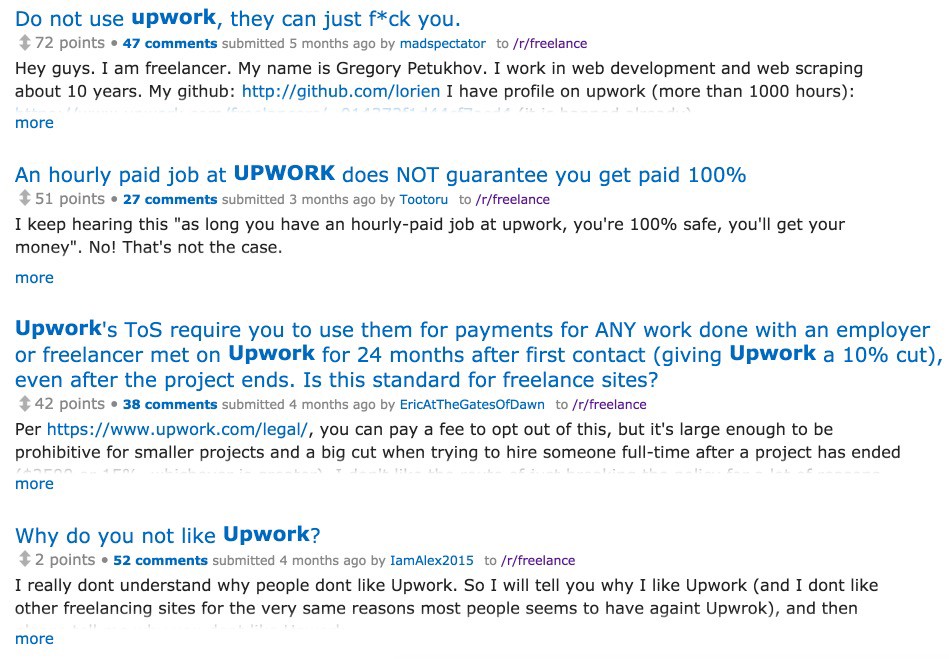 Do not use upwork, they can just f*ck you.
72 points • 47 comments submitted 5 months ago by madspectator to /r/freelance
Hey guys. I am freelancer. My name is Gregory Petukhov. I work in web development and web scraping
about 10 years. My github: http://github.com/lorien I have profile on upwork (more than 1000 hours):
more
An hourly paid job at UPWORK does NOT guarantee you get paid 100%
51 points • 27 comments submitted 3 months ago by Tootoru to /r/freelance
I keep hearing this "as long you have an hourly-paid job at upwork, you're 100% safe, you'll get your
money". No! That's not the case.
more
Upwork's ToS require you to use them for payments for ANY work done with an employer
or freelancer met on Upwork for 24 months after first contact (giving Upwork a 10% cut),
even after the project ends. Is this standard for freelance sites?
42 points • 38 comments submitted 4 months ago by EricAtTheGatesOfDawn to /r/freelance
Per https://www.upwork.com/legal/, you can pay a fee to opt out of this, but it's large enough to be
prohibitive for smaller projects and a big cut when trying to hire someone full-time after a project has ended
more
Why do you not like Upwork?
2 points • 52 comments submitted 4 months ago by IamAlex2015 to /r/freelance
I really dont understand why people dont like Upwork. So I will tell you why I like Upwork (and I dont like
other freelancing sites for the very same reasons most people seems to have againt Upwrok), and then
more